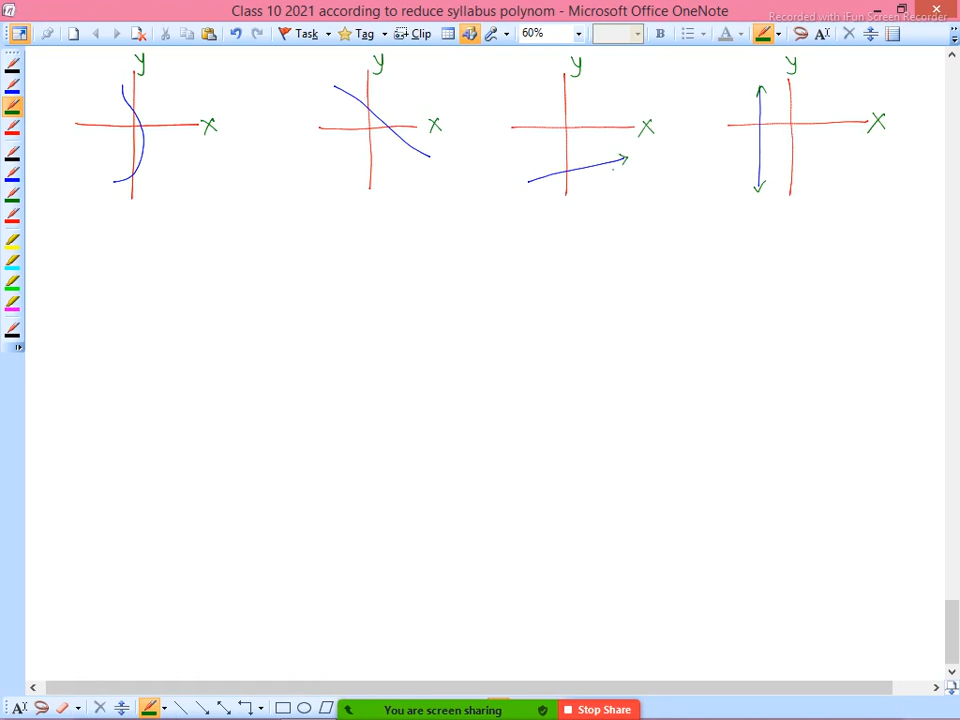 Class 10 2021 according to reduce syllabus polynom - Microsoft Office OneNote
Recorded with iFun Screen Recorder
Task Tag Clip 60% B A A
y y y y
x x x x
A You are screen sharing Stop Share